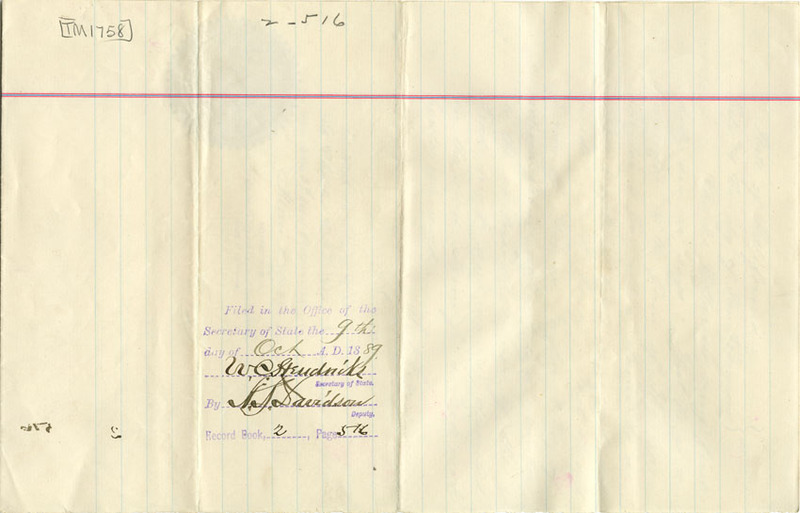 [TM1758]
2-516
Filed in the Office of the
Secretary of State the 9th
day of Oct A. D. 1889
W C Hendricks
Secretary of State.
By Davidson
Deputy.
Record Book, 2, Page 516